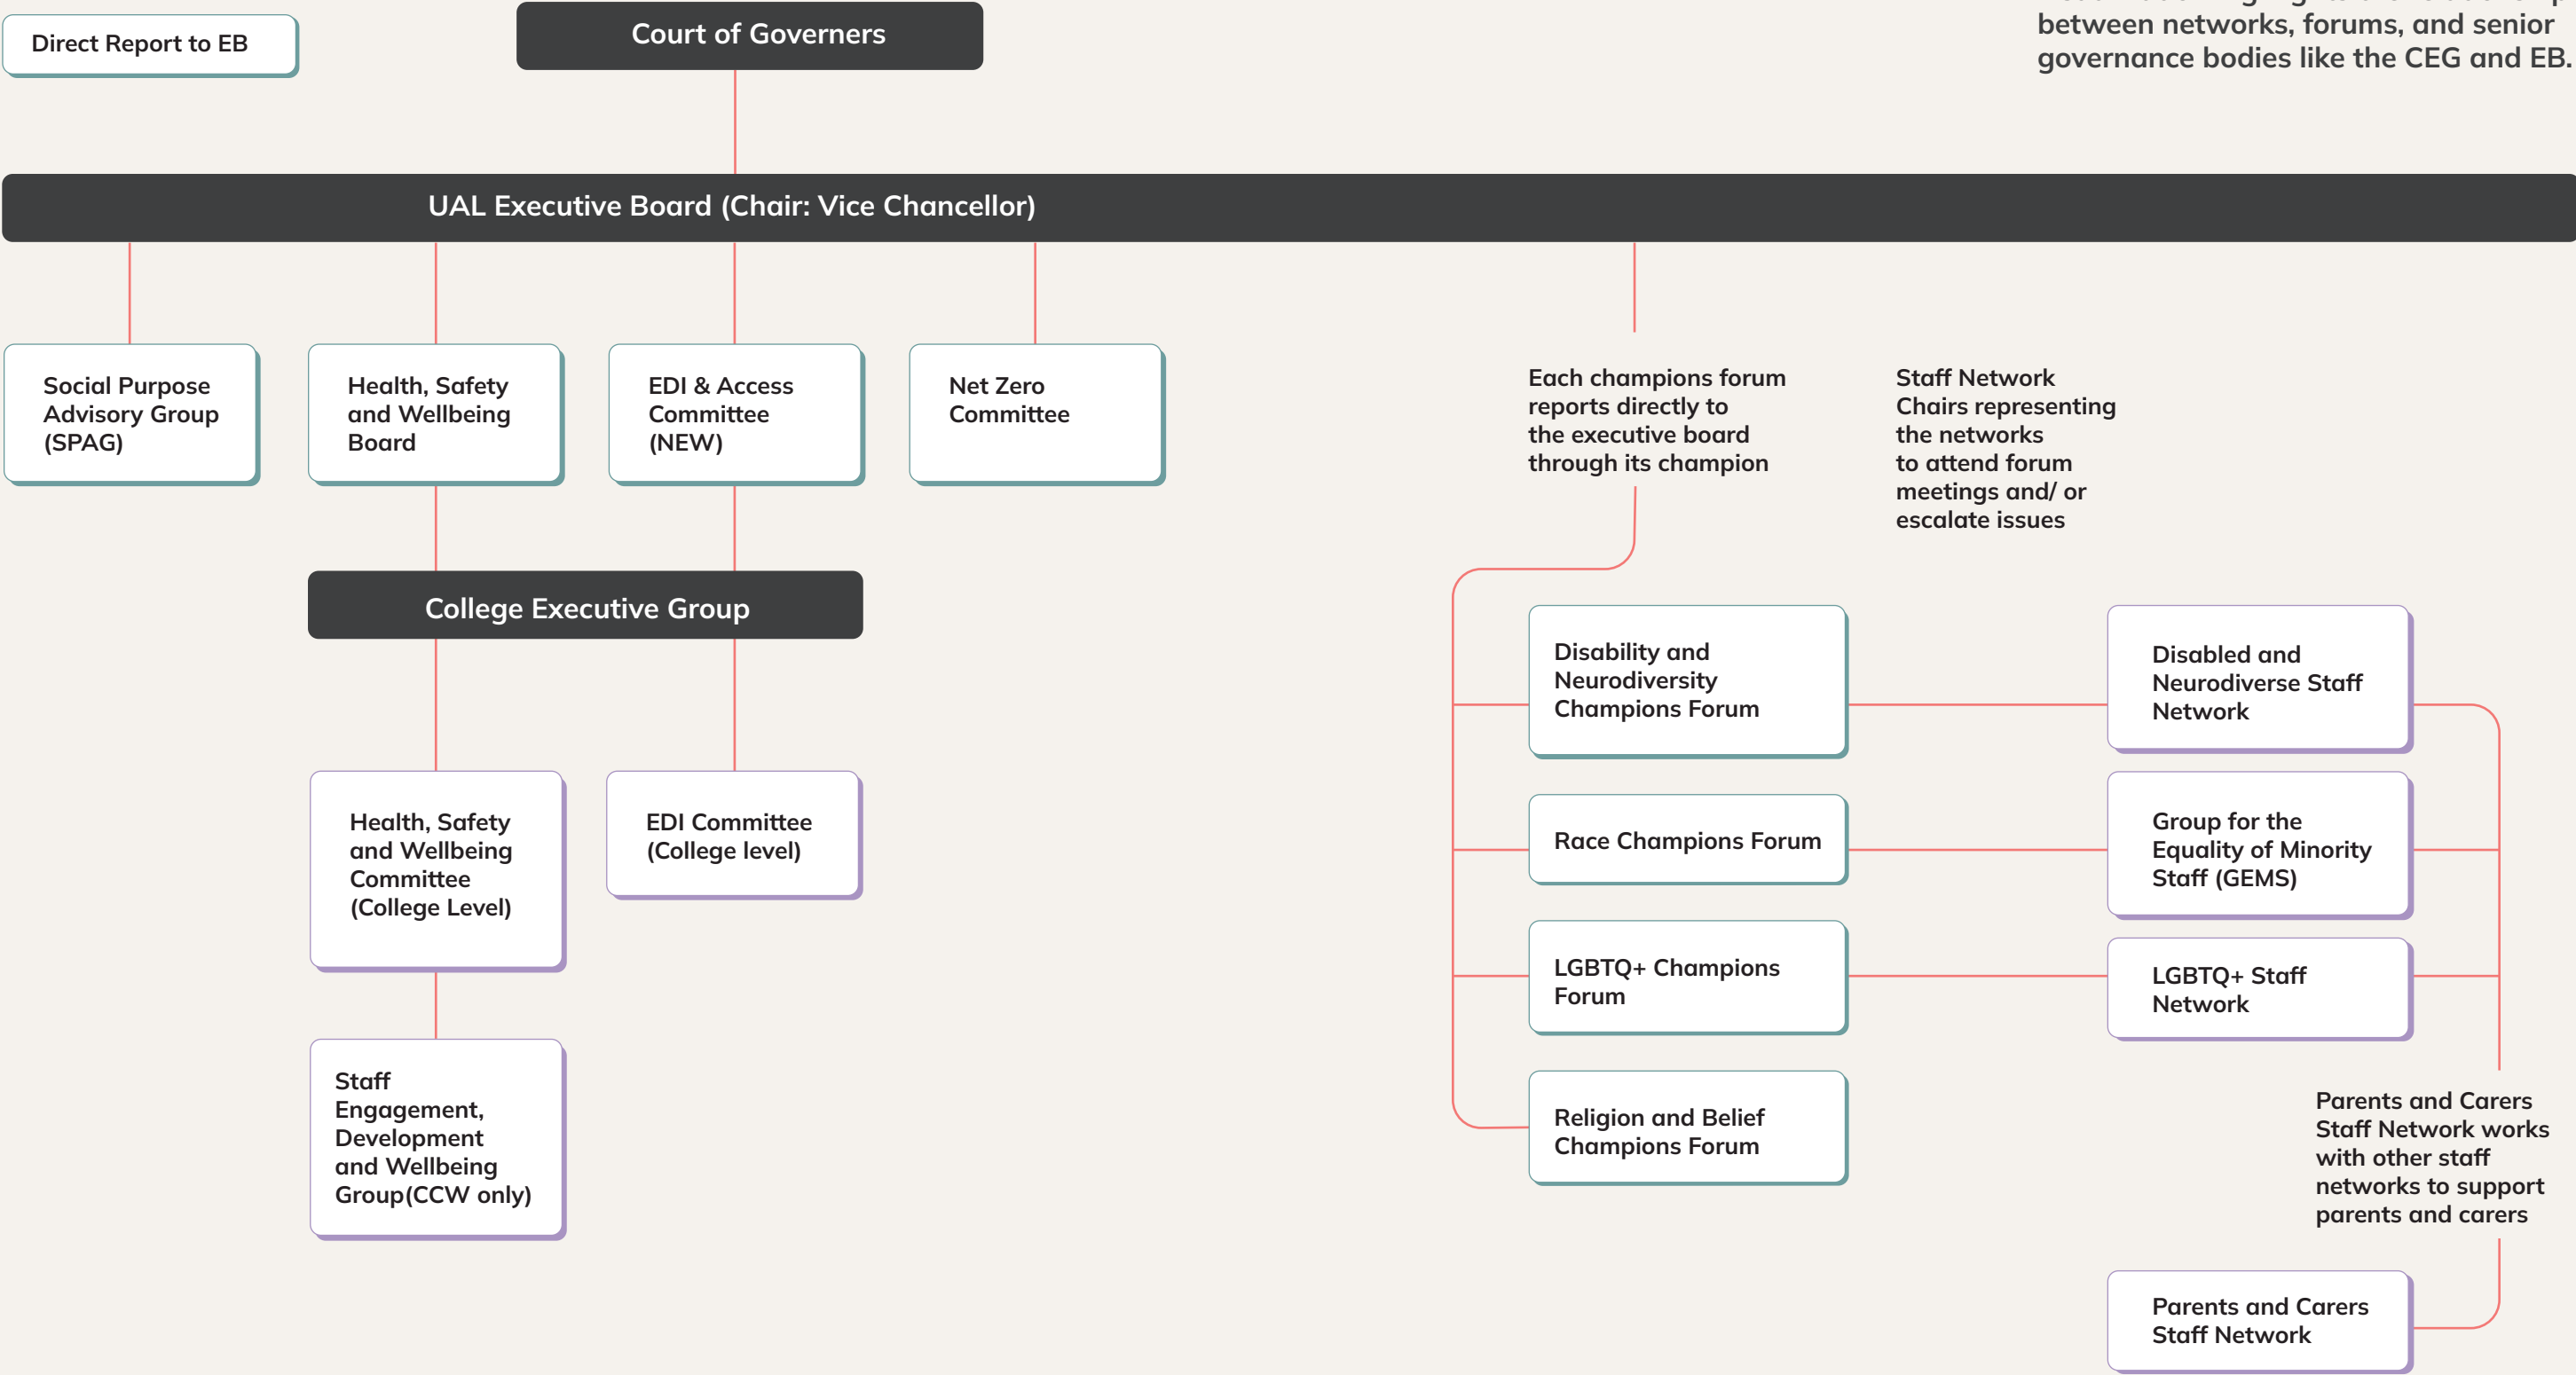 Direct Report to EB
Court of Governers
between networks, forums, and senior
governance bodies like the CEG and EB.
UAL Executive Board (Chair: Vice Chancellor)
Social Purpose
Advisory Group
(SPAG)
Health, Safety
and Wellbeing
Board
EDI & Access
Committee
(NEW)
Net Zero
Committee
Each champions forum
reports directly to
the executive board
through its champion
Staff Network
Chairs representing
the networks
to attend forum
meetings and/ or
escalate issues
College Executive Group
Health, Safety
and Wellbeing
Committee
(College Level)
EDI Committee
(College level)
Staff
Engagement,
Development
and Wellbeing
Group(CCW only)
Disability and
Neurodiversity
Champions Forum
Disabled and
Neurodiverse Staff
Network
Race Champions Forum
Group for the
Equality of Minority
Staff (GEMS)
LGBTQ+ Champions
Forum
LGBTQ+ Staff
Network
Religion and Belief
Champions Forum
Parents and Carers
Staff Network works
with other staff
networks to support
parents and carers
Parents and Carers
Staff Network